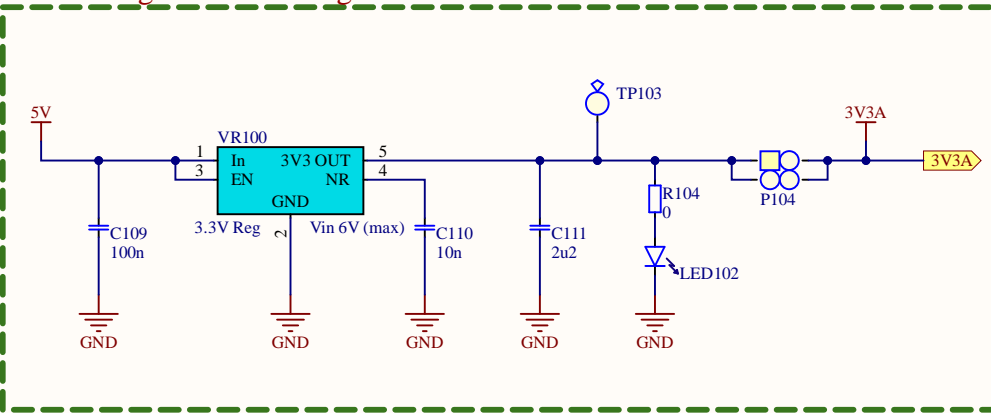 5V
VR100
1
In
3V3 OUT
5
3
EN
NR
4
GND
3.3V Reg
2
Vin 6V (max)
C109
100n
C110
10n
C111
2u2
TP103
R104
0
LED102
P104
3V3A
3V3A
GND
GND
GND
GND
GND